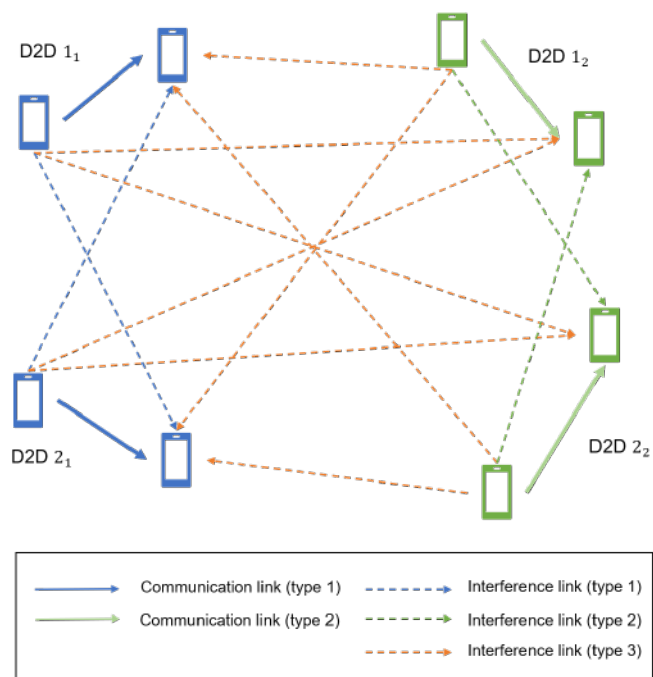 D2D 1₁
D2D 1₂
D2D 2₁
D2D 2₂
Communication link (type 1)
Interference link (type 1)
Communication link (type 2)
Interference link (type 2)
Interference link (type 3)